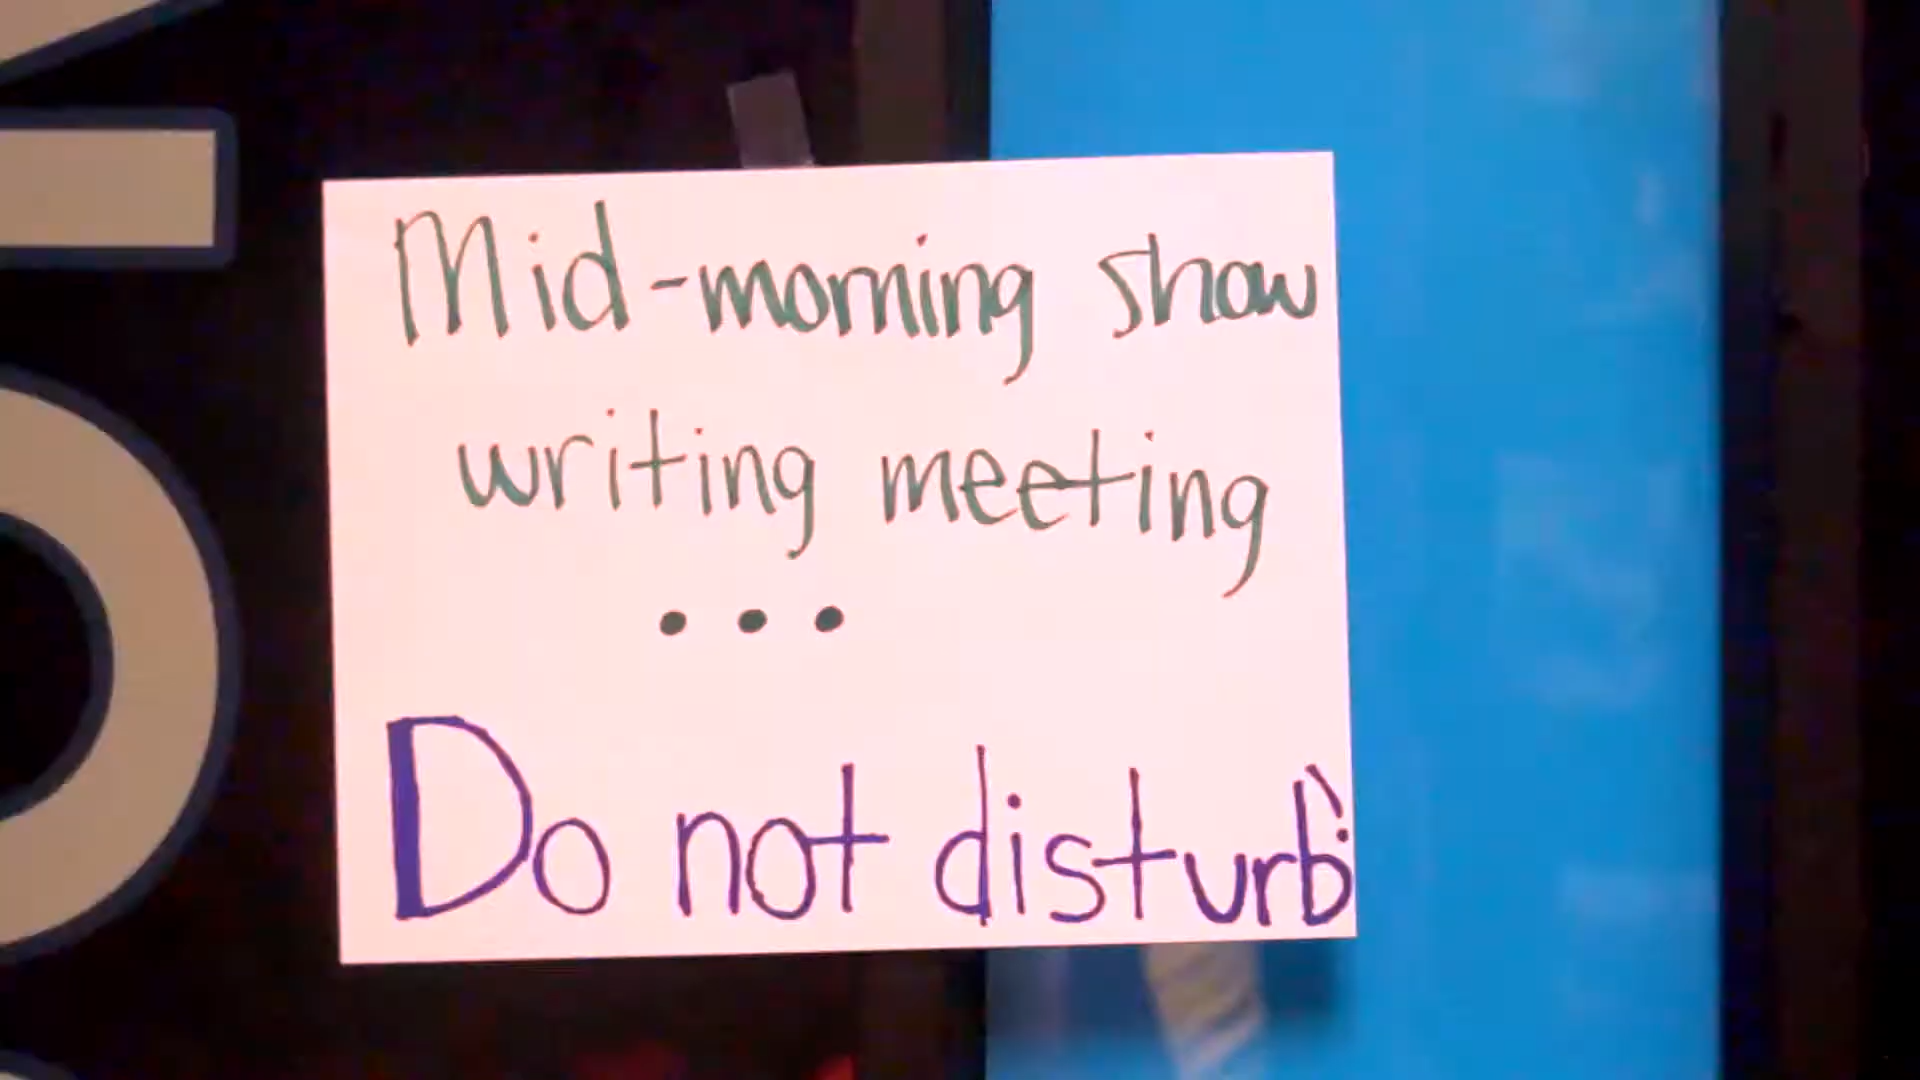 Mid-morning show
writing meeting
...
Do not disturb!